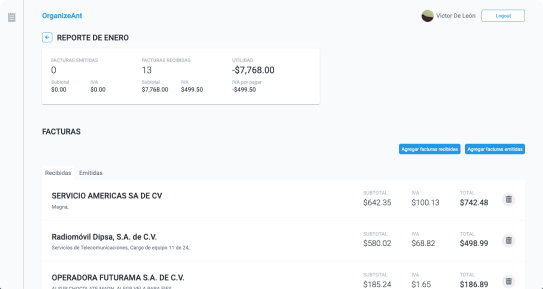 OrganizeAnt
Víctor De León
Logout
REPORTE DE ENERO
FACTURAS EMITIDAS
0
Subtotal
$0.00
IVA
$0.00
FACTURAS RECIBIDAS
13
Subtotal
$7,768.00
IVA
$499.50
UTILIDAD
-$7,768.00
IVA por pagar
-$499.50
FACTURAS
Agregar facturas recibidas
Agregar facturas emitidas
Recibidas
Emitidas
SERVICIO AMERICAS SA DE CV
Magna,
SUBTOTAL
$642.35
IVA
$100.13
TOTAL
$742.48
Radiomóvil Dipsa, S.A. de C.V.
Servicios de Telecomunicaciones, Cargo de equipo 11 de 24,
SUBTOTAL
$580.02
IVA
$68.82
TOTAL
$498.99
OPERADORA FUTURAMA S.A. DE C.V.
SUBTOTAL
$185.24
IVA
$1.65
TOTAL
$186.89